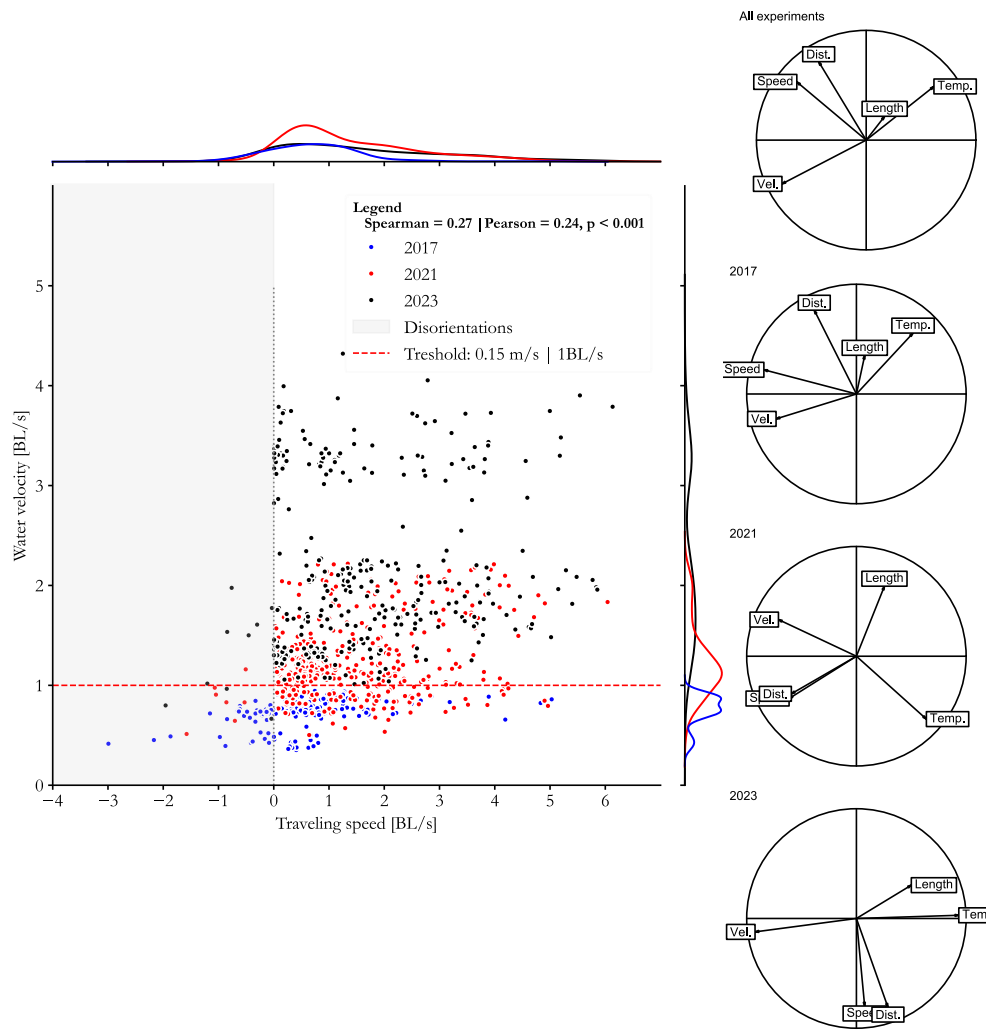 All experiments
Dist.
Speed
Temp.
Length
Vel.
Legend
Spearman = 0.27 | Pearson = 0.24, p < 0.001
2017
2021
2023
Disorientations
Treshold: 0.15 m/s | 1BL/s
5
4
3
2
1
0
Water velocity [BL/s]
−4 −3 −2 −1 0 1 2 3 4 5 6
Traveling speed [BL/s]
2017
Dist.
Temp.
Length
Speed
Vel.
2021
Length
Vel.
Dist.
Temp.
2023
Length
Tem
Vel.
Spee
Dist.